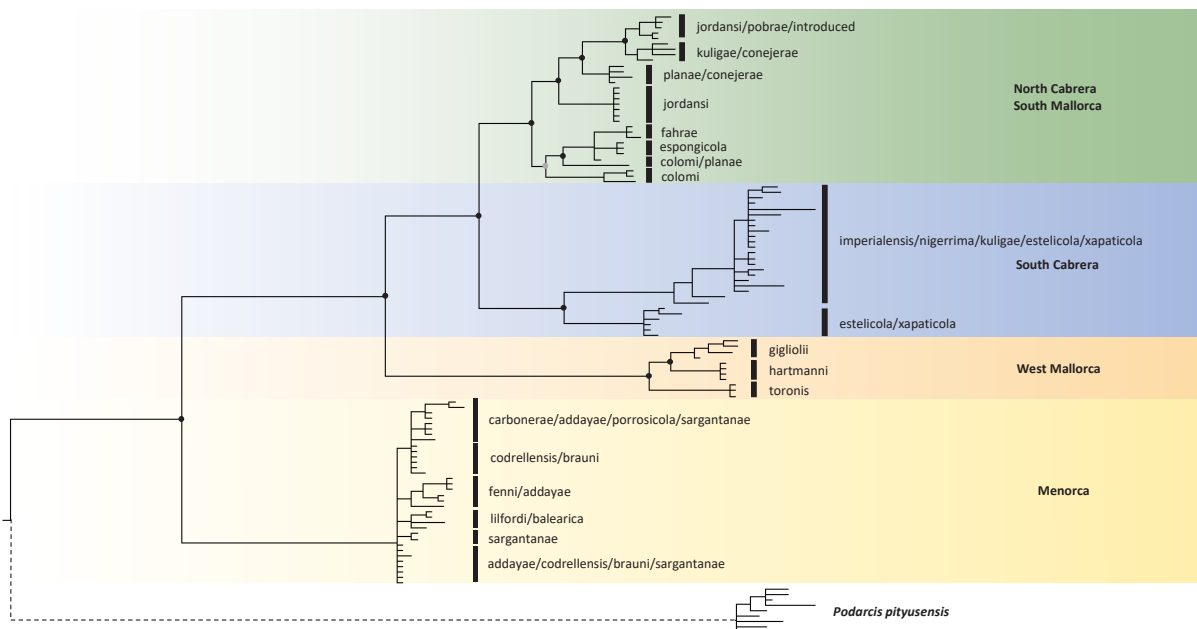 jordansi/pobrae/introduced
kuligae/conejerae
planae/conejerae
North Cabrera
South Mallorca
jordansi
fahrae
espongicola
colomi/planae
colomi
imperialensis/nigerrima/kuligae/estelicola/xapaticola
South Cabrera
estelicola/xapaticola
gigliolii
hartmanni
West Mallorca
toronis
carbonerae/addayae/porrosicola/sargantanae
codrellensis/brauni
fenni/addayae
Menorca
lilfordi/balearica
sargantanae
addayae/codrellensis/brauni/sargantanae
Podarcis pityusensis